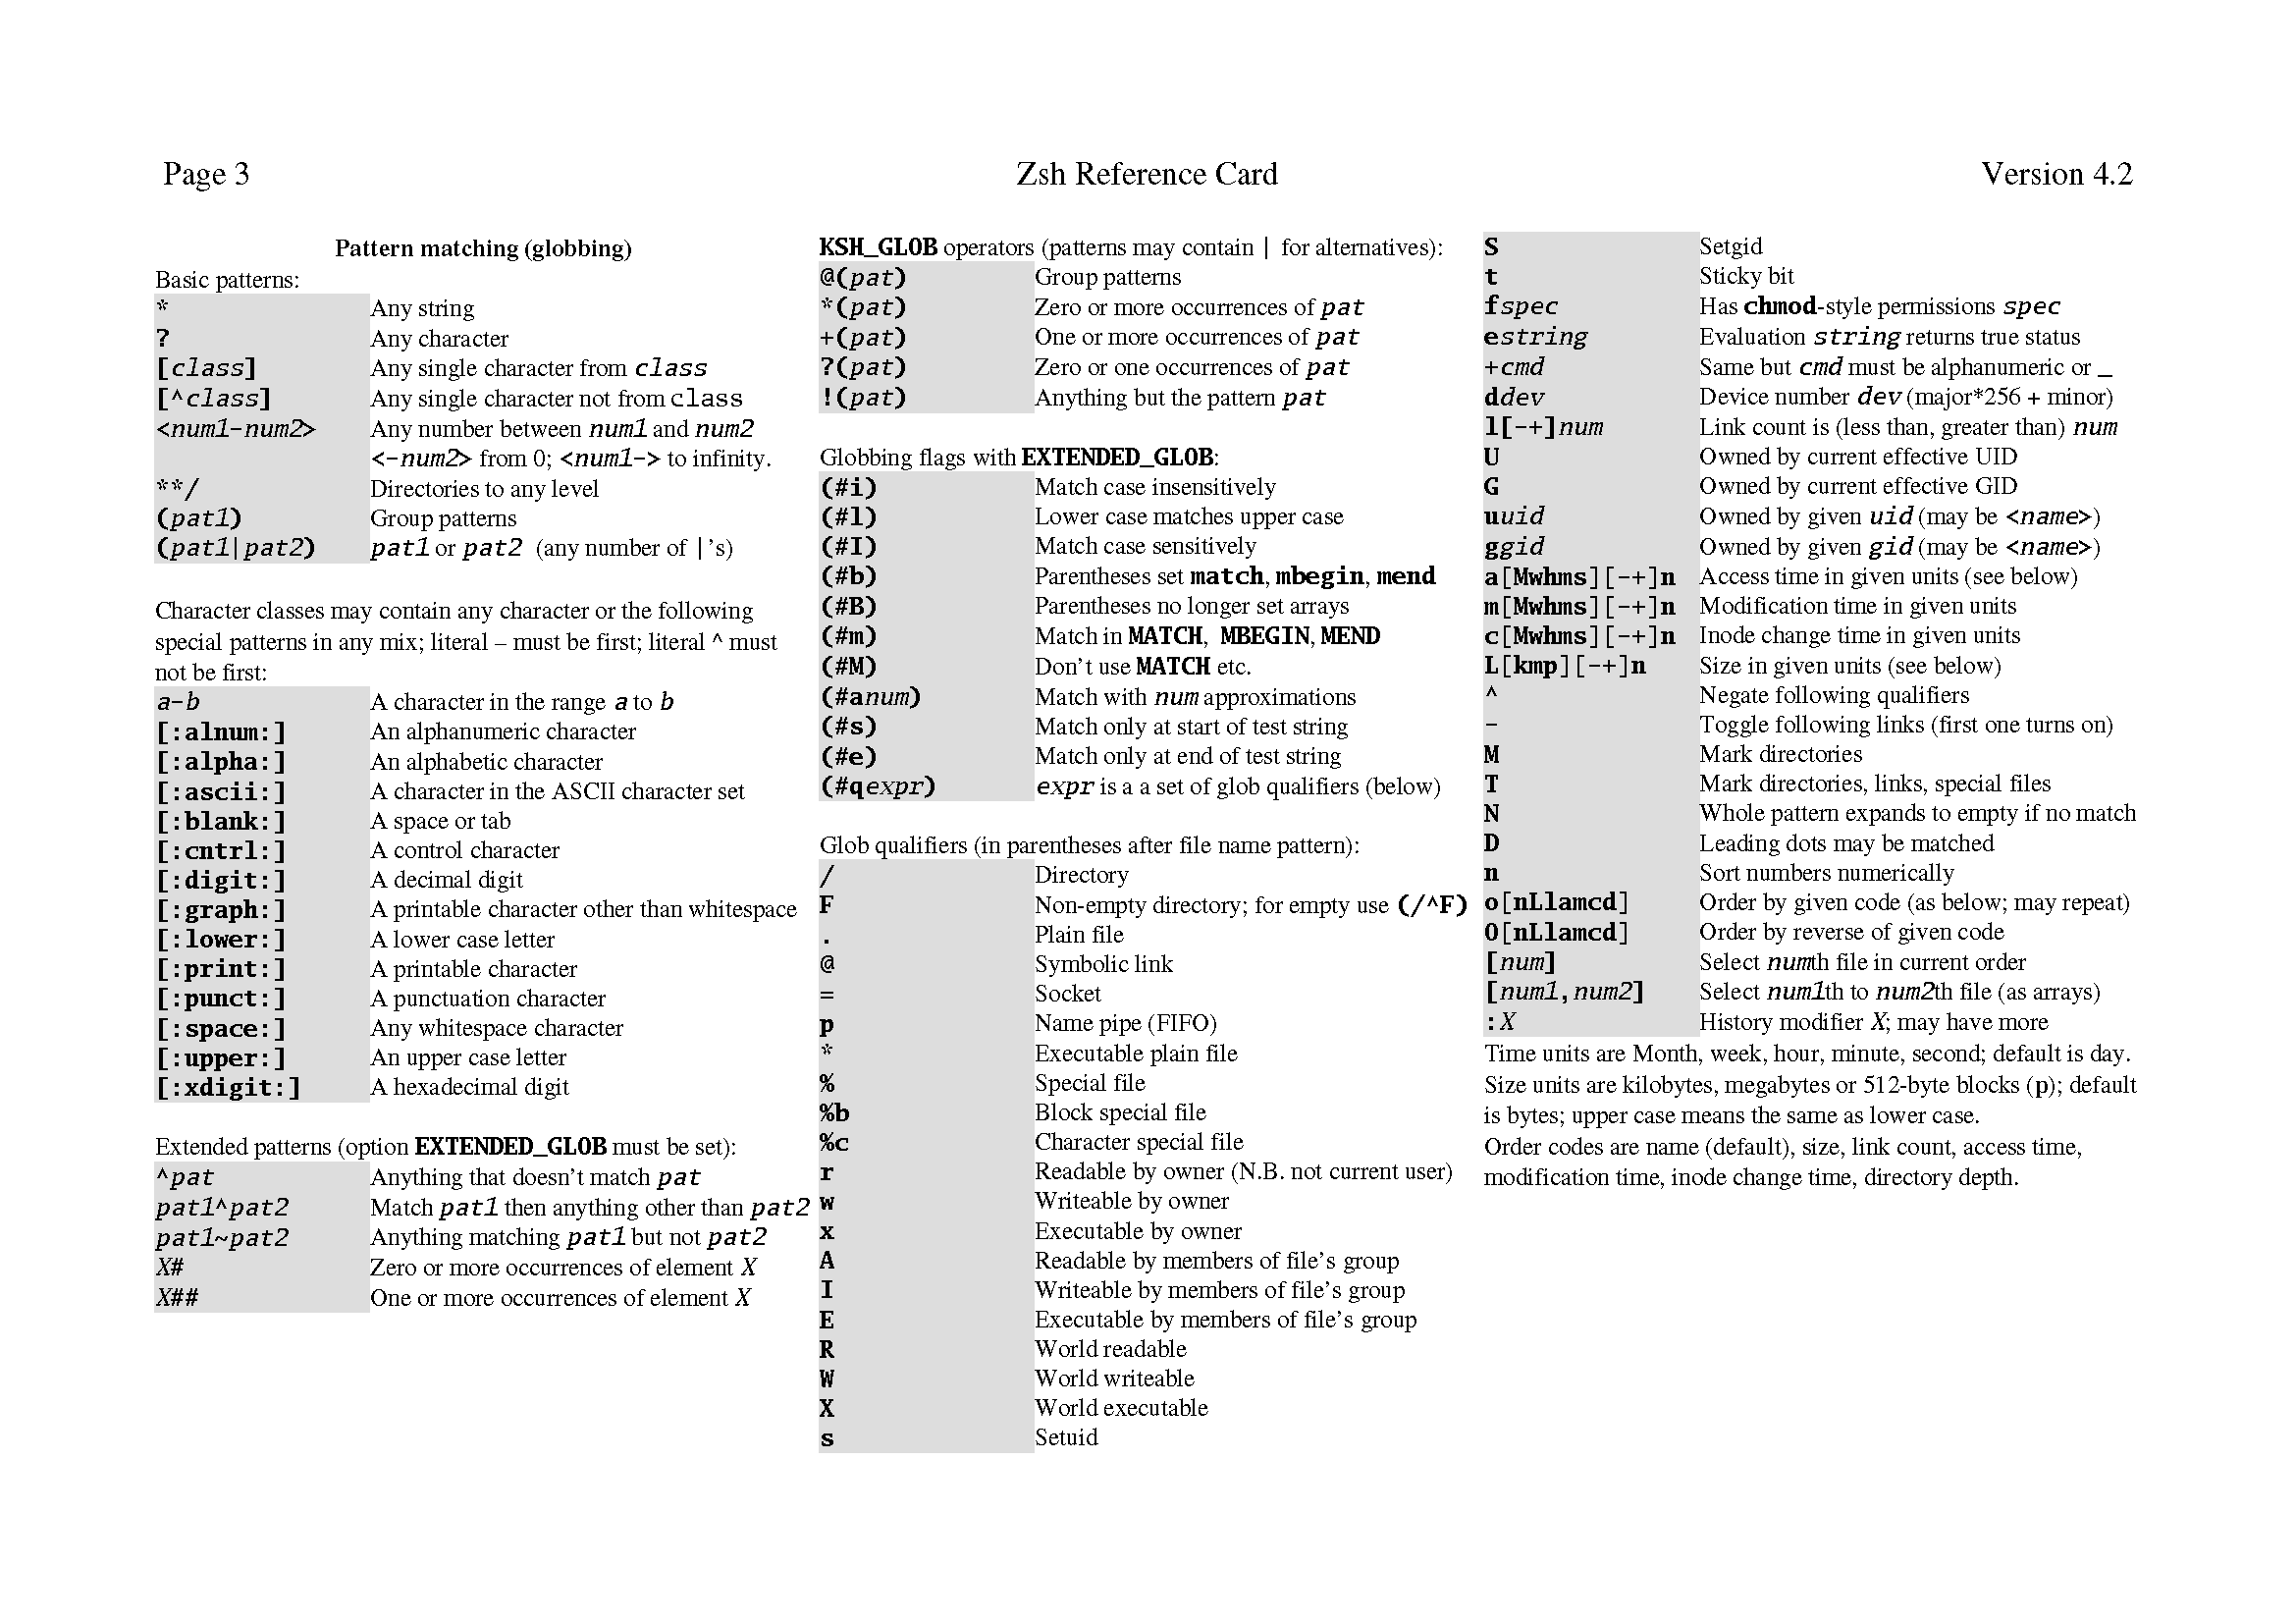 Page 3
Zsh Reference Card
Version 4.2
Pattern matching (globbing)
Basic patterns:
* Any string
? Any character
[class] Any single character from class
[^class] Any single character not from class
<num1-num2> Any number between num1 and num2
<-num2> from 0; <num1-> to infinity.
**/ Directories to any level
(pat1) Group patterns
(pat1|pat2) pat1 or pat2 (any number of |'s)
Character classes may contain any character or the following
special patterns in any mix; literal – must be first; literal ^ must
not be first:
a-b A character in the range a to b
[:alnum:] An alphanumeric character
[:alpha:] An alphabetic character
[:ascii:] A character in the ASCII character set
[:blank:] A space or tab
[:cntrl:] A control character
[:digit:] A decimal digit
[:graph:] A printable character other than whitespace
[:lower:] A lower case letter
[:print:] A printable character
[:punct:] A punctuation character
[:space:] Any whitespace character
[:upper:] An upper case letter
[:xdigit:] A hexadecimal digit
Extended patterns (option EXTENDED_GLOB must be set):
^pat Anything that doesn't match pat
pat1^pat2 Match pat1 then anything other than pat2
pat1~pat2 Anything matching pat1 but not pat2
X# Zero or more occurrences of element X
X## One or more occurrences of element X
KSH_GLOB operators (patterns may contain | for alternatives):
@(pat) Group patterns
*(pat) Zero or more occurrences of pat
+(pat) One or more occurrences of pat
?(pat) Zero or one occurrences of pat
!(pat) Anything but the pattern pat
Globbing flags with EXTENDED_GLOB:
(#i) Match case insensitively
(#l) Lower case matches upper case
(#I) Match case sensitively
(#b) Parentheses set match, mbegin, mend
(#B) Parentheses no longer set arrays
(#m) Match in MATCH, MBEGIN, MEND
(#M) Don't use MATCH etc.
(#anum) Match with num approximations
(#s) Match only at start of test string
(#e) Match only at end of test string
(#qexpr) expr is a a set of glob qualifiers (below)
Glob qualifiers (in parentheses after file name pattern):
/ Directory
F Non-empty directory; for empty use (/^F)
. Plain file
@ Symbolic link
= Socket
p Name pipe (FIFO)
* Executable plain file
% Special file
%b Block special file
%c Character special file
r Readable by owner (N.B. not current user)
w Writeable by owner
x Executable by owner
A Readable by members of file's group
I Writeable by members of file's group
E Executable by members of file's group
R World readable
W World writeable
X World executable
s Setuid
S Setgid
t Sticky bit
fspec Has chmod-style permissions spec
estring Evaluation string returns true status
+cmd Same but cmd must be alphanumeric or _
ddev Device number dev (major*256 + minor)
l[-+]num Link count is (less than, greater than) num
U Owned by current effective UID
G Owned by current effective GID
uuid Owned by given uid (may be <name>)
ggid Owned by given gid (may be <name>)
a[Mwhms][-+]n Access time in given units (see below)
m[Mwhms][-+]n Modification time in given units
c[Mwhms][-+]n Inode change time in given units
L[kmp][-+]n Size in given units (see below)
^ Negate following qualifiers
- Toggle following links (first one turns on)
M Mark directories
T Mark directories, links, special files
N Whole pattern expands to empty if no match
D Leading dots may be matched
n Sort numbers numerically
o[nLlamcd] Order by given code (as below; may repeat)
O[nLlamcd] Order by reverse of given code
[num] Select numth file in current order
[num1,num2] Select num1th to num2th file (as arrays)
:X History modifier X; may have more
Time units are Month, week, hour, minute, second; default is day.
Size units are kilobytes, megabytes or 512-byte blocks (p); default
is bytes; upper case means the same as lower case.
Order codes are name (default), size, link count, access time,
modification time, inode change time, directory depth.